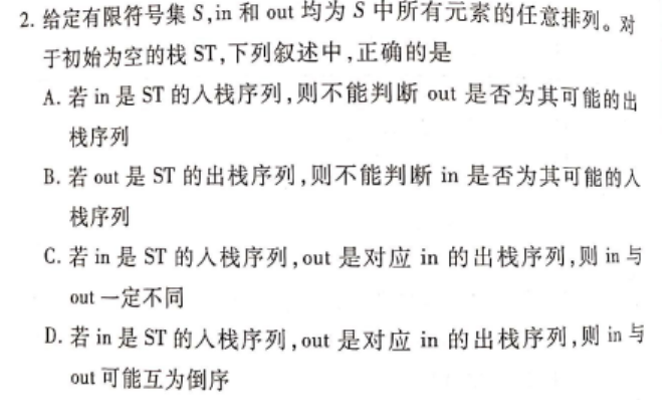 2. 给定有限符号集 S,in 和 out 均为 S 中所有元素的任意排列。对
于初始为空的栈 ST,下列叙述中,正确的是
A. 若 in 是 ST 的入栈序列,则不能判断 out 是否为其可能的出
栈序列
B. 若 out 是 ST 的出栈序列,则不能判断 in 是否为其可能的入
栈序列
C. 若 in 是 ST 的入栈序列,out 是对应 in 的出栈序列,则 in 与
out 一定不同
D. 若 in 是 ST 的入栈序列,out 是对应 in 的出栈序列,则 in 与
out 可能互为倒序